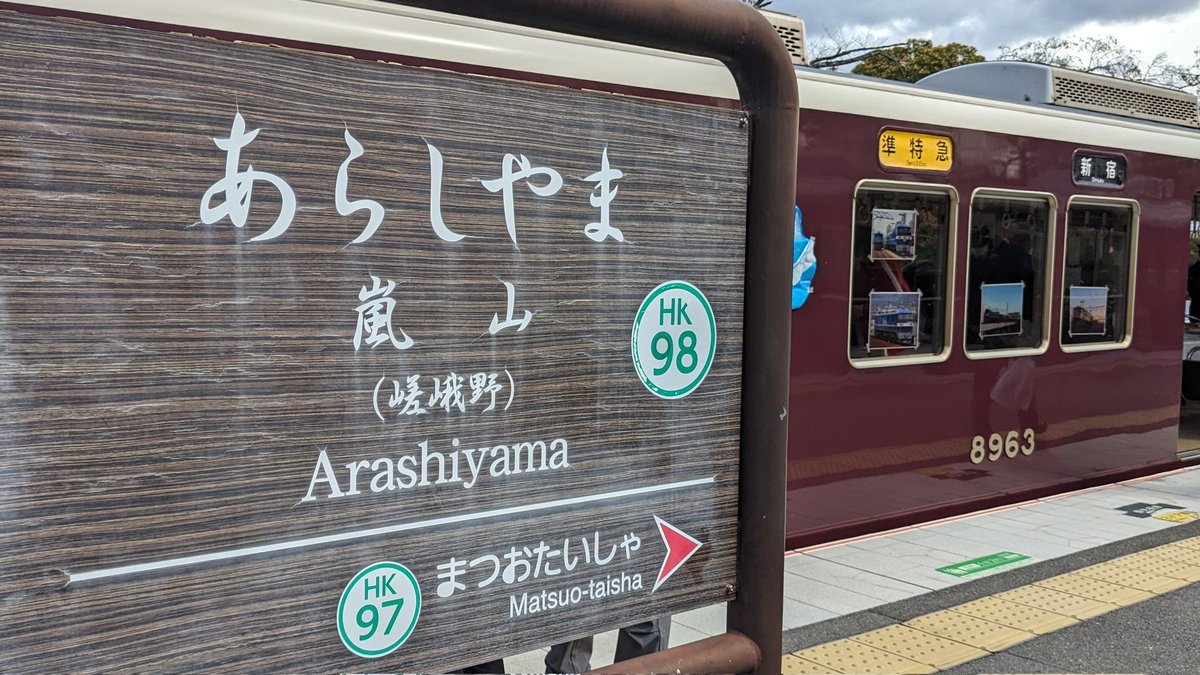 あらしやま
嵐山
(嵯峨野)
Arashiyama
HK
98
HK
97
まつおたいしゃ
Matsuo-taisha
準特急
新宿
8963